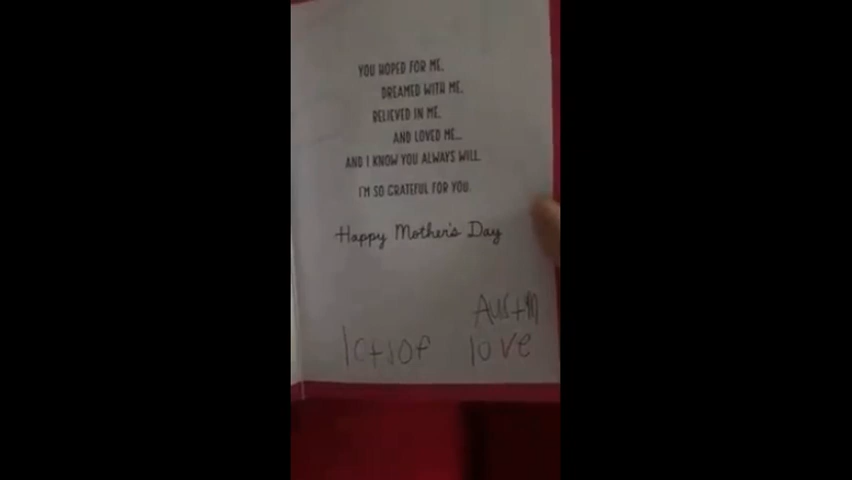 YOU HOPED FOR ME,
DREAMED WITH ME,
BELIEVED IN ME,
AND LOVED ME...
AND I KNOW YOU ALWAYS WILL.
I'M SO GRATEFUL FOR YOU.
Happy Mother's Day
Austin
love